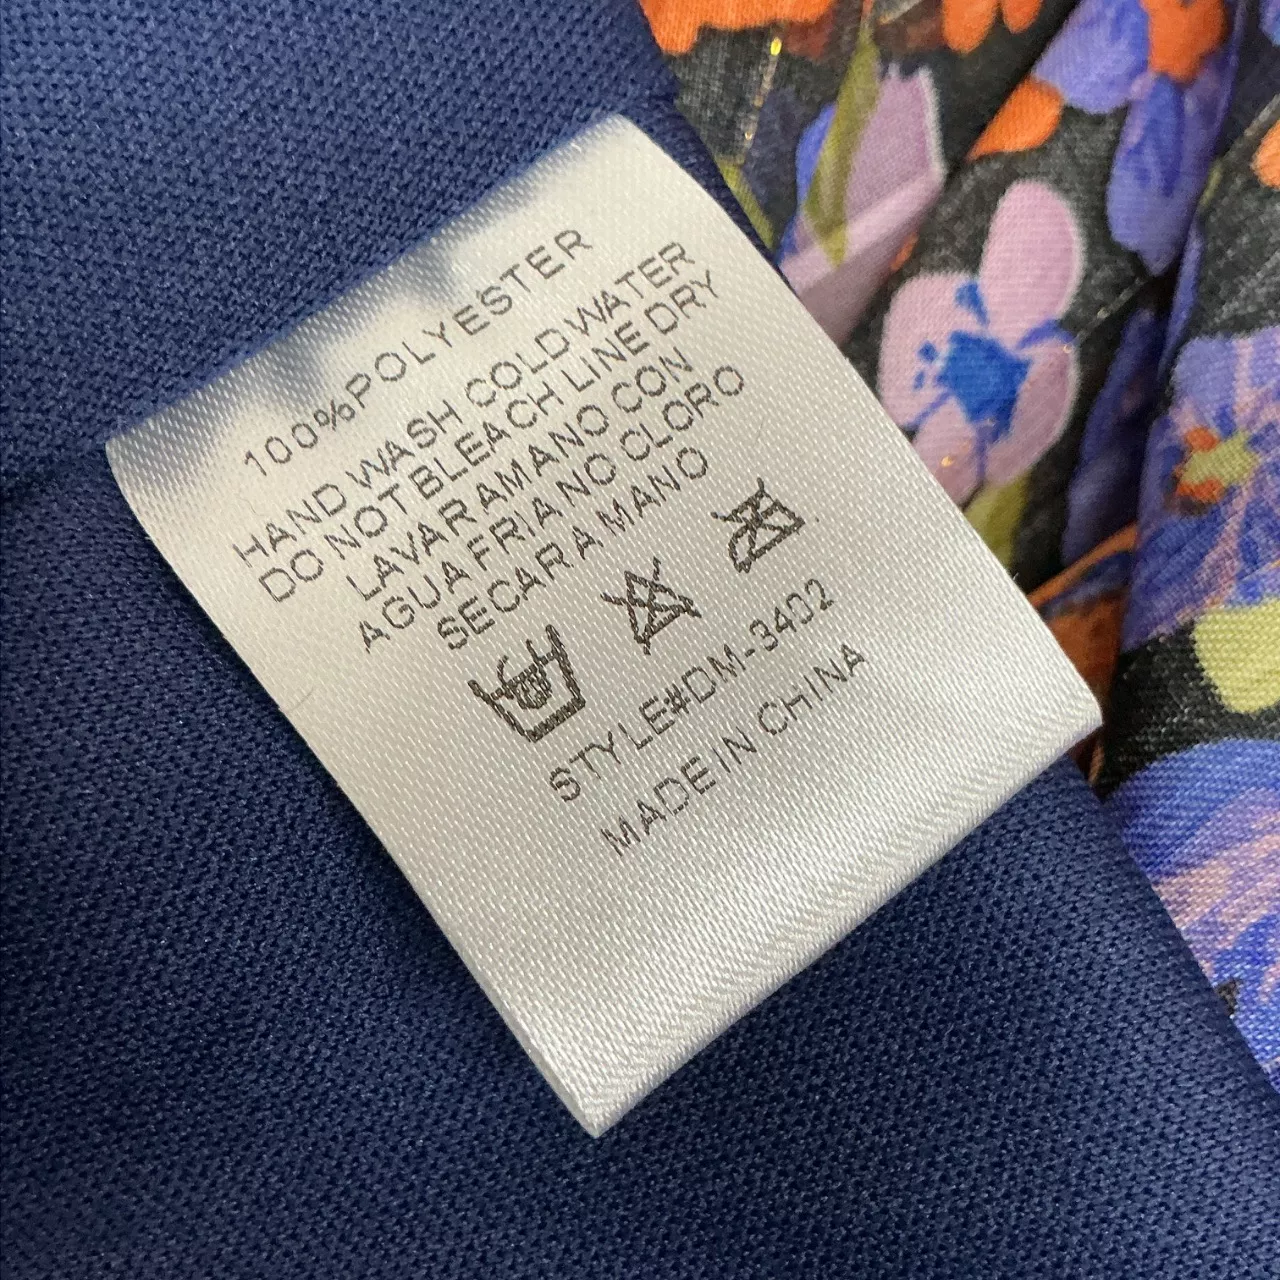 100%POLYESTER
HAND WASH COLD WATER
DO NOT BLEACH LINE DRY
LAVAR AMANO CON
AGUA FRIA NO CLORO
SECAR A MANO
STYLE#DM-3402
MADE IN CHINA